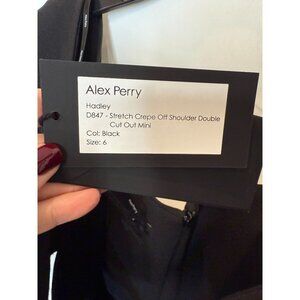 Alex Perry
Hadley
D847 - Stretch Crepe Off Shoulder Double
Cut Out Mini
Col: Black
Size: 6